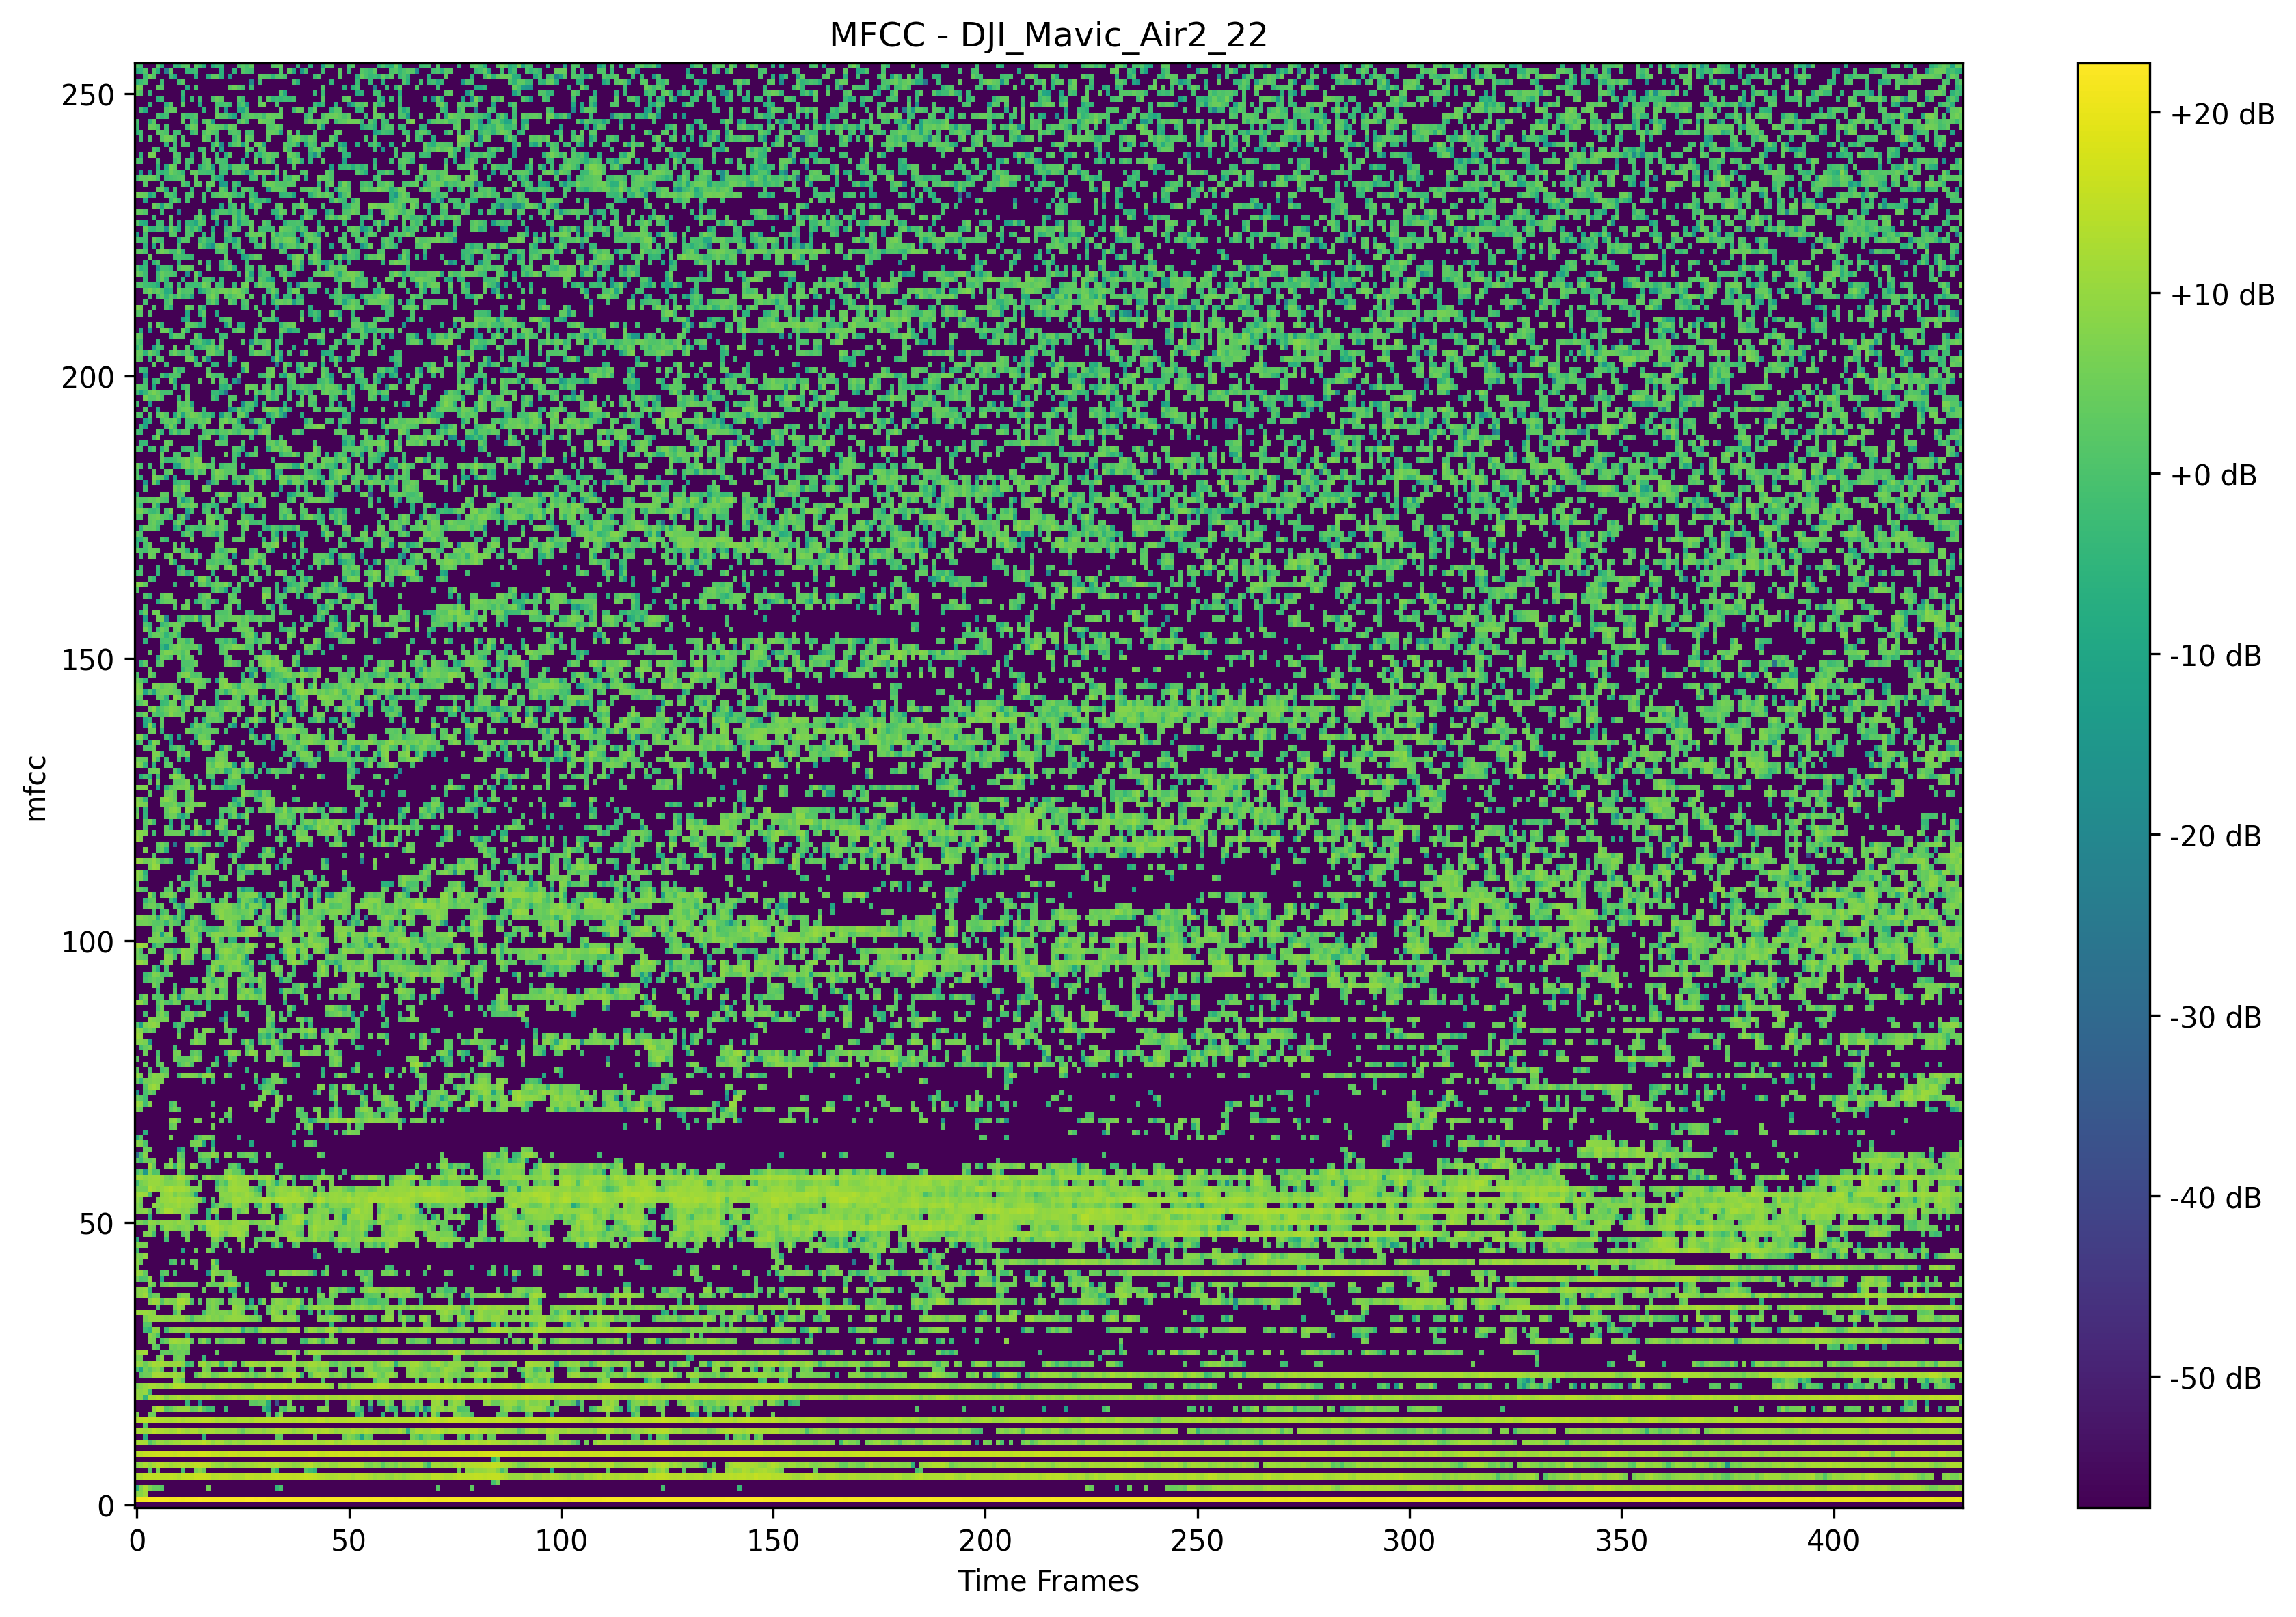 MFCC - DJI_Mavic_Air2_22
250
200
150
100
50
0
mfcc
0 50 100 150 200 250 300 350 400
Time Frames
+20 dB
+10 dB
+0 dB
-10 dB
-20 dB
-30 dB
-40 dB
-50 dB